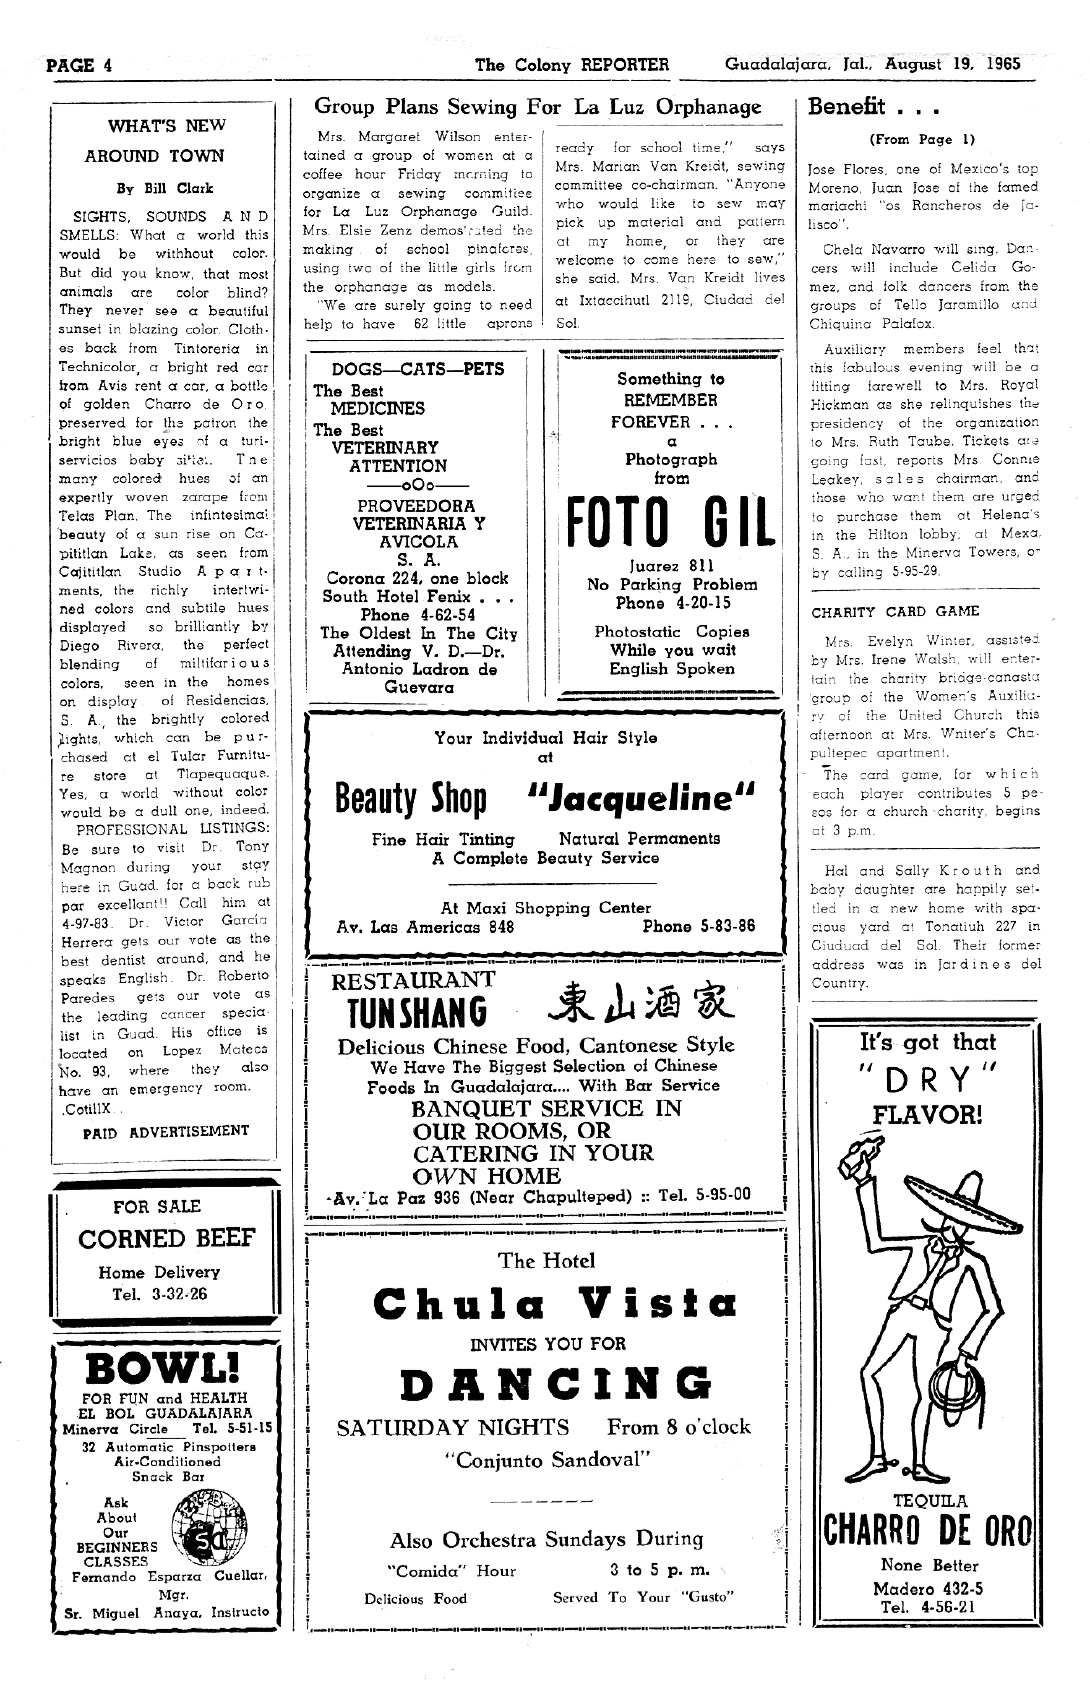 PAGE 4
The Colony REPORTER
Guadalajara, Jal., August 19, 1965
WHAT'S NEW
AROUND TOWN
By Bill Clark
SIGHTS, SOUNDS A N D
SMELLS: What a world this
would be withhout color.
But did you know, that most
animals are color blind?
They never see a beautiful
sunset in blazing color. Cloth-
es back from Tintoreria in
Technicolor, a bright red car
from Avis rent a car, a bottle
of golden Charro de Oro,
preserved for the patron the
bright blue eyes of a turi-
servicios baby The
many colored hues of an
expertly woven zarape from
Telas Plan. The infintesimal
beauty of a sun rise on Ca-
pititlan Lake, as seen from
Cajititlan Studio A p a r t-
ments, the richly intertwi-
ned colors and subtile hues
displayed so brilliantly by
Diego Rivera, the perfect
blending of miltifar i o u s
colors, seen in the homes
on display of Residencias,
S. A., the brightly colored
lights, which can be p u r-
chased at el Tular Furnitu-
re store at Tlapequaque.
Yes, a world without color
would be a dull one, indeed.
PROFESSIONAL LISTINGS:
Be sure to visit Dr. Tony
Magnon during your stay
here in Guad. for a back rub
par excellant!! Call him at
4-97-83. Dr. Victor Garcia
Herrera gets our vote as the
best dentist around, and he
speaks English. Dr. Roberto
Paredes gets our vote as
the leading cancer specia-
list in Guad. His office is
located on Lopez Mateos
No. 93, where they also
have an emergency room.
.CotillX . .
PAID ADVERTISEMENT
FOR SALE
CORNED BEEF
Home Delivery
Tel. 3-32-26
BOWL!
FOR FUN and HEALTH
EL BOL GUADALAJARA
Minerva Circle Tel. 5-51-15
32 Automatic Pinspotters
Air-Conditioned
Snack Bar
Ask
About
Our
BEGINNERS
CLASSES
Fernando Esparza Cuellar,
Mgr.
Sr. Miguel Anaya, Instructo
Group Plans Sewing For La Luz Orphanage
Mrs. Margaret Wilson enter-
tained a group of women at a
coffee hour Friday morning to
organize a sewing committee
for La Luz Orphanage Guild.
Mrs. Elsie Zenz demos'rated the
making of school pinafores,
using two of the little girls from
the orphanage as models.
"We are surely going to need
help to have 62 little aprons
ready for school time," says
Mrs. Marian Van Kreidt, sewing
committee co-chairman. "Anyone
who would like to sew may
pick up material and pattern
at my home, or they are
welcome to come here to sew,"
she said. Mrs. Van Kreidt lives
at Ixtaccihutl 2119, Ciudad del
Sol.
DOGS—CATS—PETS
The Best
MEDICINES
The Best
VETERINARY
ATTENTION
——oOo——
PROVEEDORA
VETERINARIA Y
AVICOLA
S. A.
Corona 224, one block
South Hotel Fenix . . .
Phone 4-62-54
The Oldest In The City
Attending V. D.—Dr.
Antonio Ladron de
Guevara
Something to
REMEMBER
FOREVER . . .
a
Photograph
from
FOTO GIL
Juarez 811
No Parking Problem
Phone 4-20-15
Photostatic Copies
While you wait
English Spoken
Your Individual Hair Style
at
Beauty Shop "Jacqueline"
Fine Hair Tinting Natural Permanents
A Complete Beauty Service
At Maxi Shopping Center
Av. Las Americas 848 Phone 5-83-86
RESTAURANT
TUN SHANG 東山酒家
Delicious Chinese Food, Cantonese Style
We Have The Biggest Selection of Chinese
Foods In Guadalajara.... With Bar Service
BANQUET SERVICE IN
OUR ROOMS, OR
CATERING IN YOUR
OWN HOME
Av. La Paz 936 (Near Chapulteped) :: Tel. 5-95-00
The Hotel
Chula Vista
INVITES YOU FOR
DANCING
SATURDAY NIGHTS From 8 o'clock
"Conjunto Sandoval"
Also Orchestra Sundays During
"Comida" Hour 3 to 5 p. m.
Delicious Food Served To Your "Gusto"
Benefit . . .
(From Page 1)
Jose Flores, one of Mexico's top
Moreno, Juan Jose of the famed
mariachi "os Rancheros de Ja-
lisco".
Chela Navarro will sing. Dan-
cers will include Celida Go-
mez, and folk dancers from the
groups of Tello Jaramillo and
Chiquina Palafox.
Auxiliary members feel that
this fabulous evening will be a
fitting farewell to Mrs. Royal
Hickman as she relinquishes the
presidency of the organization
to Mrs. Ruth Taube. Tickets are
going fast, reports Mrs. Connie
Leakey, s a l e s chairman, and
those who want them are urged
to purchase them at Helena's
in the Hilton lobby; at Mexa,
S. A., in the Minerva Towers, o-
by calling 5-95-29.
CHARITY CARD GAME
Mrs. Evelyn Winter, assisted
by Mrs. Irene Walsh, will enter-
tain the charity bridge-canasta
group of the Women's Auxilia-
ry of the United Church this
afternoon at Mrs. Wniter's Cha-
pultepec apartment.
The card game, for w h i c h
each player contributes 5 pe-
sos for a church charity, begins
at 3 p.m.
Hal and Sally K r o u t h and
baby daughter are happily set-
tled in a new home with spa-
cious yard at Tonatiuh 227 in
Ciuduad del Sol. Their former
address was in Jardines del
Country.
It's got that
"DRY"
FLAVOR!
TEQUILA
CHARRO DE ORO
None Better
Madero 432-5
Tel. 4-56-21